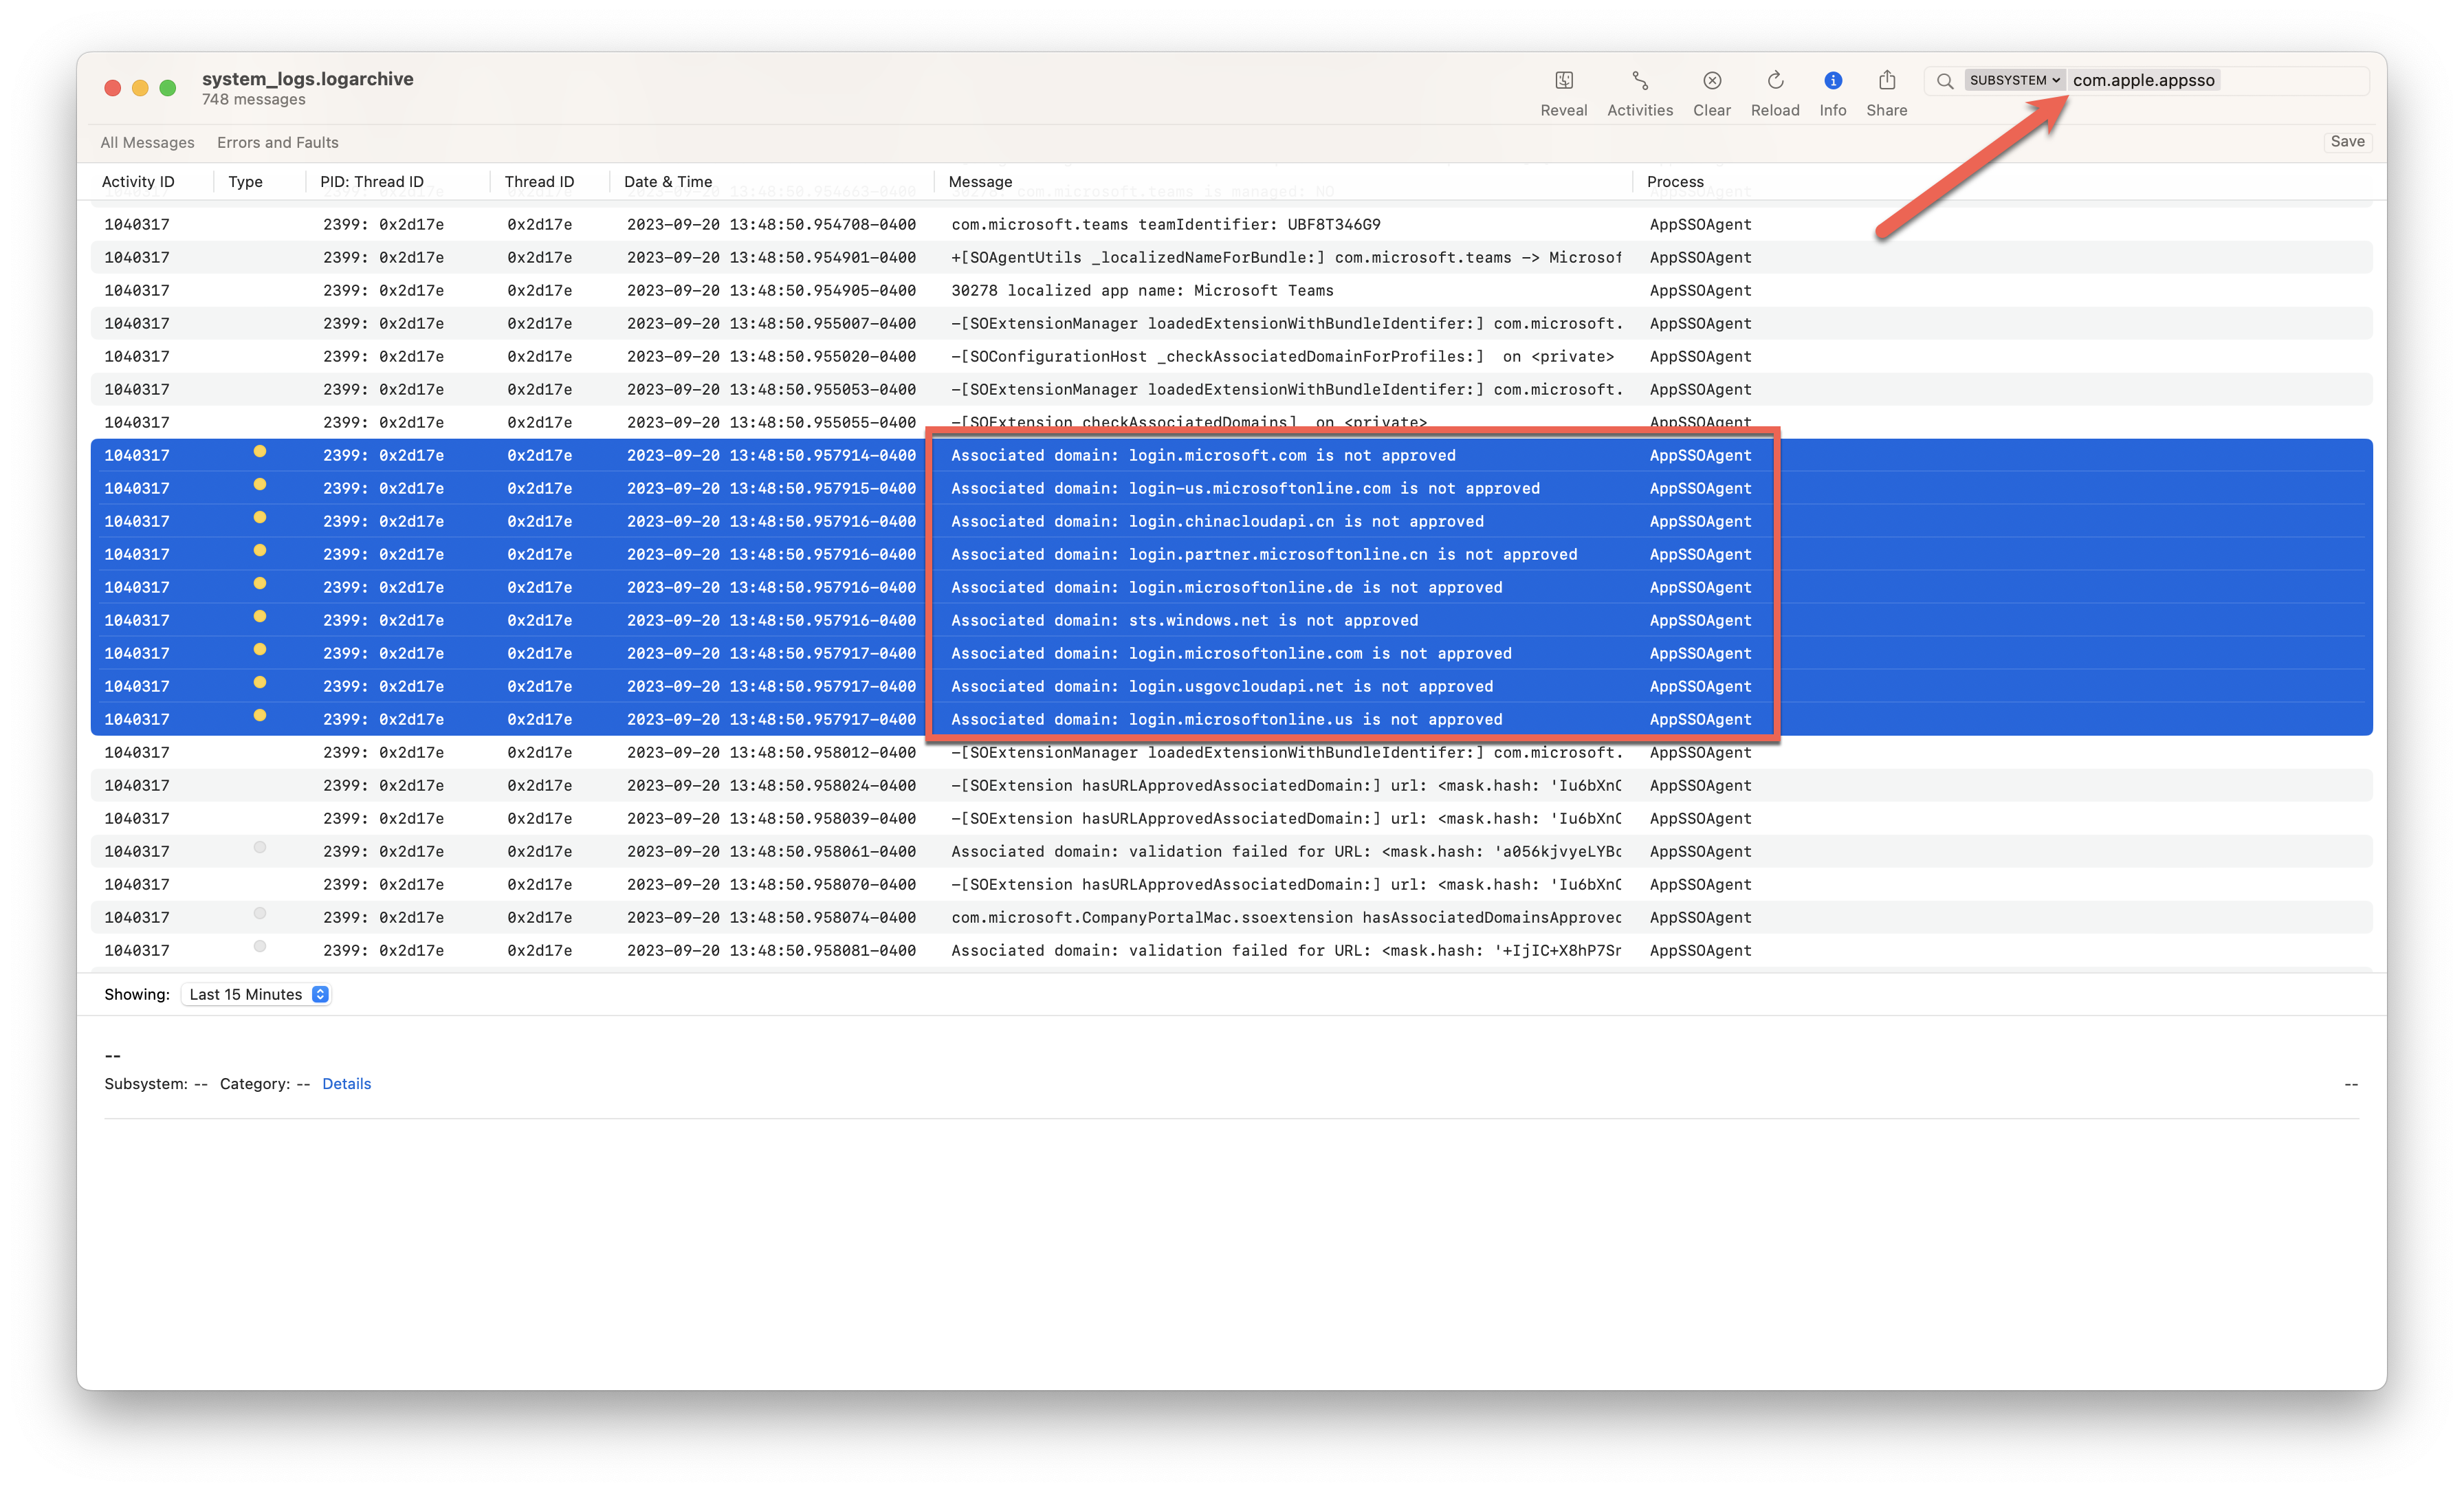 system_logs.logarchive
748 messages
Reveal Activities Clear Reload Info Share SUBSYSTEM com.apple.appsso
All Messages Errors and Faults Save
Activity ID Type PID: Thread ID Thread ID Date & Time Message Process
13:48:50.954663-0400 com.microsoft.teams is managed: NO
1040317 2399: 0x2d17e 0x2d17e 2023-09-20 13:48:50.954708-0400 com.microsoft.teams teamIdentifier: UBF8T346G9 AppSSOAgent
1040317 2399: 0x2d17e 0x2d17e 2023-09-20 13:48:50.954901-0400 +[SOAgentUtils _localizedNameForBundle:] com.microsoft.teams -> Microsof AppSSOAgent
1040317 2399: 0x2d17e 0x2d17e 2023-09-20 13:48:50.954905-0400 30278 localized app name: Microsoft Teams AppSSOAgent
1040317 2399: 0x2d17e 0x2d17e 2023-09-20 13:48:50.955007-0400 -[SOExtensionManager loadedExtensionWithBundleIdentifer:] com.microsoft. AppSSOAgent
1040317 2399: 0x2d17e 0x2d17e 2023-09-20 13:48:50.955020-0400 -[SOConfigurationHost _checkAssociatedDomainForProfiles:] on <private> AppSSOAgent
1040317 2399: 0x2d17e 0x2d17e 2023-09-20 13:48:50.955053-0400 -[SOExtensionManager loadedExtensionWithBundleIdentifer:] com.microsoft. AppSSOAgent
1040317 2399: 0x2d17e 0x2d17e 2023-09-20 13:48:50.955055-0400 -[SOExtension checkAssociatedDomains] on <private> AppSSOAgent
1040317 2399: 0x2d17e 0x2d17e 2023-09-20 13:48:50.957914-0400 Associated domain: login.microsoft.com is not approved AppSSOAgent
1040317 2399: 0x2d17e 0x2d17e 2023-09-20 13:48:50.957915-0400 Associated domain: login-us.microsoftonline.com is not approved AppSSOAgent
1040317 2399: 0x2d17e 0x2d17e 2023-09-20 13:48:50.957916-0400 Associated domain: login.chinacloudapi.cn is not approved AppSSOAgent
1040317 2399: 0x2d17e 0x2d17e 2023-09-20 13:48:50.957916-0400 Associated domain: login.partner.microsoftonline.cn is not approved AppSSOAgent
1040317 2399: 0x2d17e 0x2d17e 2023-09-20 13:48:50.957916-0400 Associated domain: login.microsoftonline.de is not approved AppSSOAgent
1040317 2399: 0x2d17e 0x2d17e 2023-09-20 13:48:50.957916-0400 Associated domain: sts.windows.net is not approved AppSSOAgent
1040317 2399: 0x2d17e 0x2d17e 2023-09-20 13:48:50.957917-0400 Associated domain: login.microsoftonline.com is not approved AppSSOAgent
1040317 2399: 0x2d17e 0x2d17e 2023-09-20 13:48:50.957917-0400 Associated domain: login.usgovcloudapi.net is not approved AppSSOAgent
1040317 2399: 0x2d17e 0x2d17e 2023-09-20 13:48:50.957917-0400 Associated domain: login.microsoftonline.us is not approved AppSSOAgent
1040317 2399: 0x2d17e 0x2d17e 2023-09-20 13:48:50.958012-0400 -[SOExtensionManager loadedExtensionWithBundleIdentifer:] com.microsoft. AppSSOAgent
1040317 2399: 0x2d17e 0x2d17e 2023-09-20 13:48:50.958024-0400 -[SOExtension hasURLApprovedAssociatedDomain:] url: <mask.hash: 'Iu6bXnC AppSSOAgent
1040317 2399: 0x2d17e 0x2d17e 2023-09-20 13:48:50.958039-0400 -[SOExtension hasURLApprovedAssociatedDomain:] url: <mask.hash: 'Iu6bXnC AppSSOAgent
1040317 2399: 0x2d17e 0x2d17e 2023-09-20 13:48:50.958061-0400 Associated domain: validation failed for URL: <mask.hash: 'a056kjvyeLYBc AppSSOAgent
1040317 2399: 0x2d17e 0x2d17e 2023-09-20 13:48:50.958070-0400 -[SOExtension hasURLApprovedAssociatedDomain:] url: <mask.hash: 'Iu6bXnC AppSSOAgent
1040317 2399: 0x2d17e 0x2d17e 2023-09-20 13:48:50.958074-0400 com.microsoft.CompanyPortalMac.ssoextension hasAssociatedDomainsApproved AppSSOAgent
1040317 2399: 0x2d17e 0x2d17e 2023-09-20 13:48:50.958081-0400 Associated domain: validation failed for URL: <mask.hash: '+IjIC+X8hP7Sr AppSSOAgent
Showing: Last 15 Minutes
--
Subsystem: -- Category: -- Details --